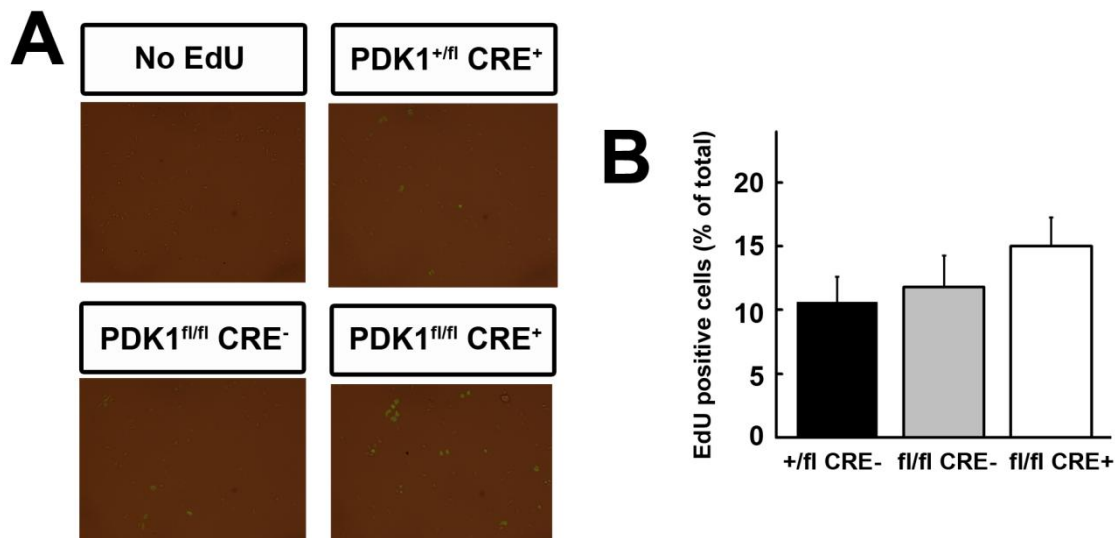 A
No EdU
PDK1+/fl CRE+
PDK1fl/fl CRE-
PDK1fl/fl CRE+
B
EdU positive cells (% of total)
20
15
10
5
0
+/fl CRE-
fl/fl CRE-
fl/fl CRE+